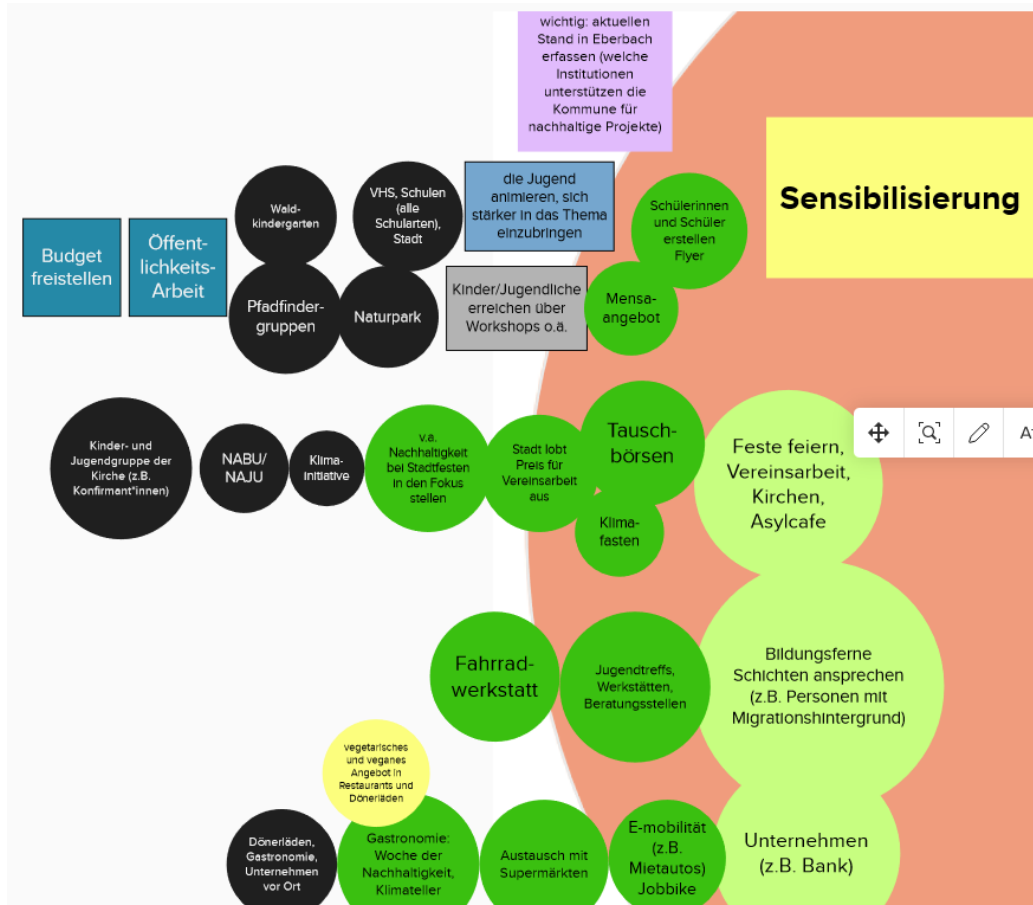 wichtig: aktuellen
Stand in Eberbach
erfassen (welche
Institutionen
unterstützen die
Kommune für
nachhaltige Projekte)
Sensibilisierung
Budget
freistellen
Öffent-
lichkeits-
Arbeit
Wald-
kindergarten
VHS, Schulen
(alle
Schularten),
Stadt
die Jugend
animieren, sich
stärker in das Thema
einzubringen
Schülerinnen
und Schüler
erstellen
Flyer
Pfadfinder-
gruppen
Naturpark
Kinder/Jugendliche
erreichen über
Workshops o.ä.
Mensa-
angebot
Kinder- und
Jugendgruppe der
Kirche (z.B.
Konfirmant*innen)
NABU/
NAJU
Klima-
initiative
v.a.
Nachhaltigkeit
bei Stadtfesten
in den Fokus
stellen
Stadt lobt
Preis für
Vereinsarbeit
aus
Tausch-
börsen
Klima-
fasten
Feste feiern,
Vereinsarbeit,
Kirchen,
Asylcafe
Fahrrad-
werkstatt
Jugendtreffs,
Werkstätten,
Beratungsstellen
Bildungsferne
Schichten ansprechen
(z.B. Personen mit
Migrationshintergrund)
vegetarisches
und veganes
Angebot in
Restaurants und
Dönerläden
Dönerläden,
Gastronomie,
Unternehmen
vor Ort
Gastronomie:
Woche der
Nachhaltigkeit,
Klimateller
Austausch mit
Supermärkten
E-mobilität
(z.B.
Mietautos)
Jobbike
Unternehmen
(z.B. Bank)